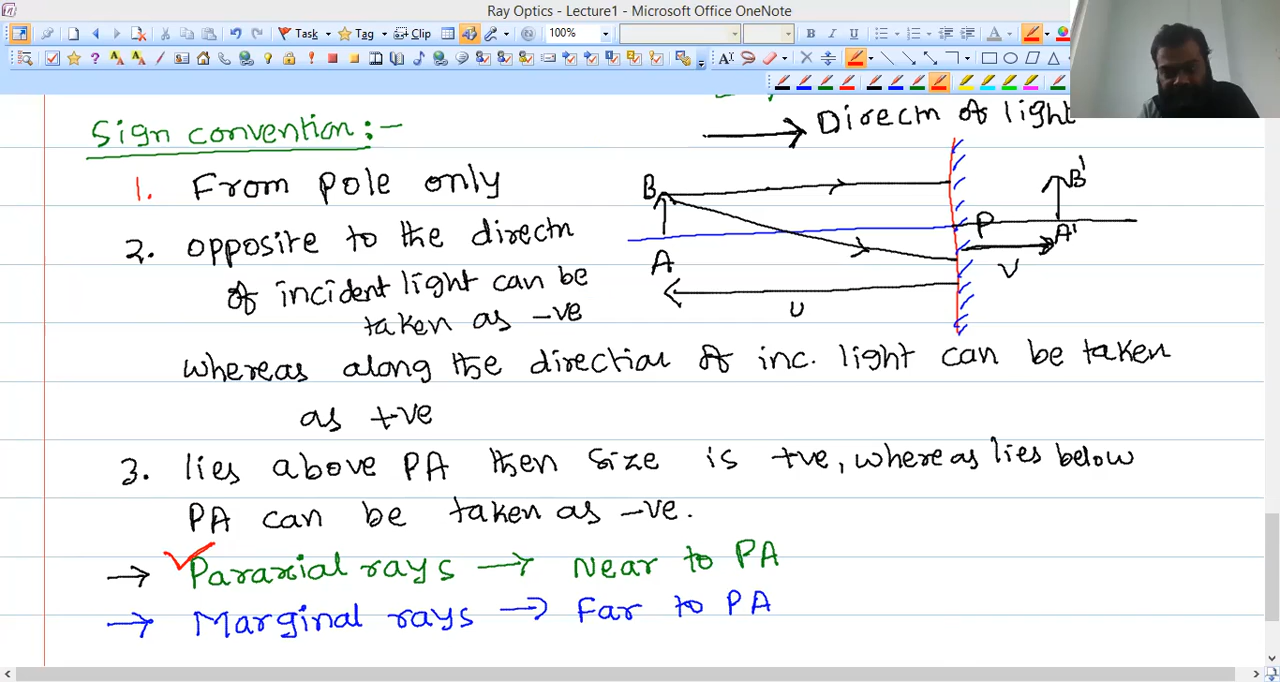 Ray Optics - Lecture1 - Microsoft Office OneNote
Task Tag Clip 100% B I U A
Sign convention :-
Directn of light
1. From pole only
2. opposite to the directn
of incident light can be
taken as -ve
whereas along the direction of inc. light can be taken
as +ve
3. lies above PA then size is +ve, whereas lies below
PA can be taken as -ve.
→ Paraxial rays → Near to PA
→ Marginal rays → Far to PA
B
A
P
B'
A'
V
U